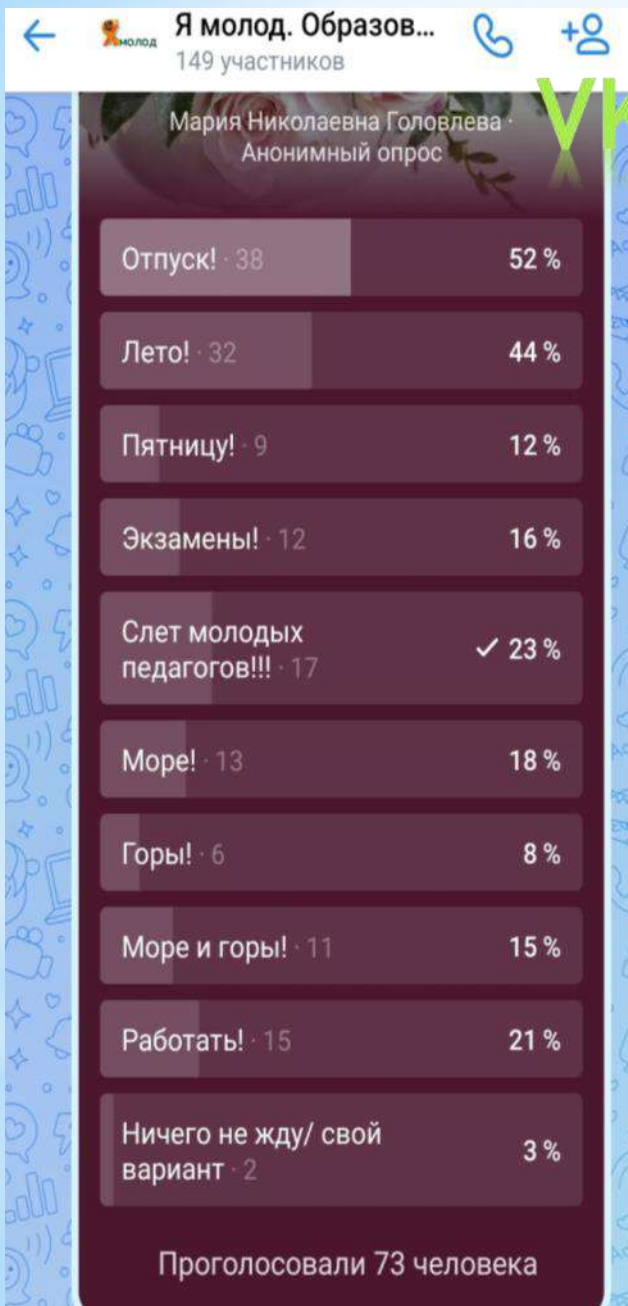 Я молод. Образов...
молод
149 участников
VK
Мария Николаевна Головлева ·
Анонимный опрос
Отпуск! · 38 52 %
Лето! · 32 44 %
Пятницу! · 9 12 %
Экзамены! · 12 16 %
Слет молодых
педагогов!!! · 17 23 %
Море! · 13 18 %
Горы! · 6 8 %
Море и горы! · 11 15 %
Работать! · 15 21 %
Ничего не жду/ свой
вариант · 2 3 %
Проголосовали 73 человека